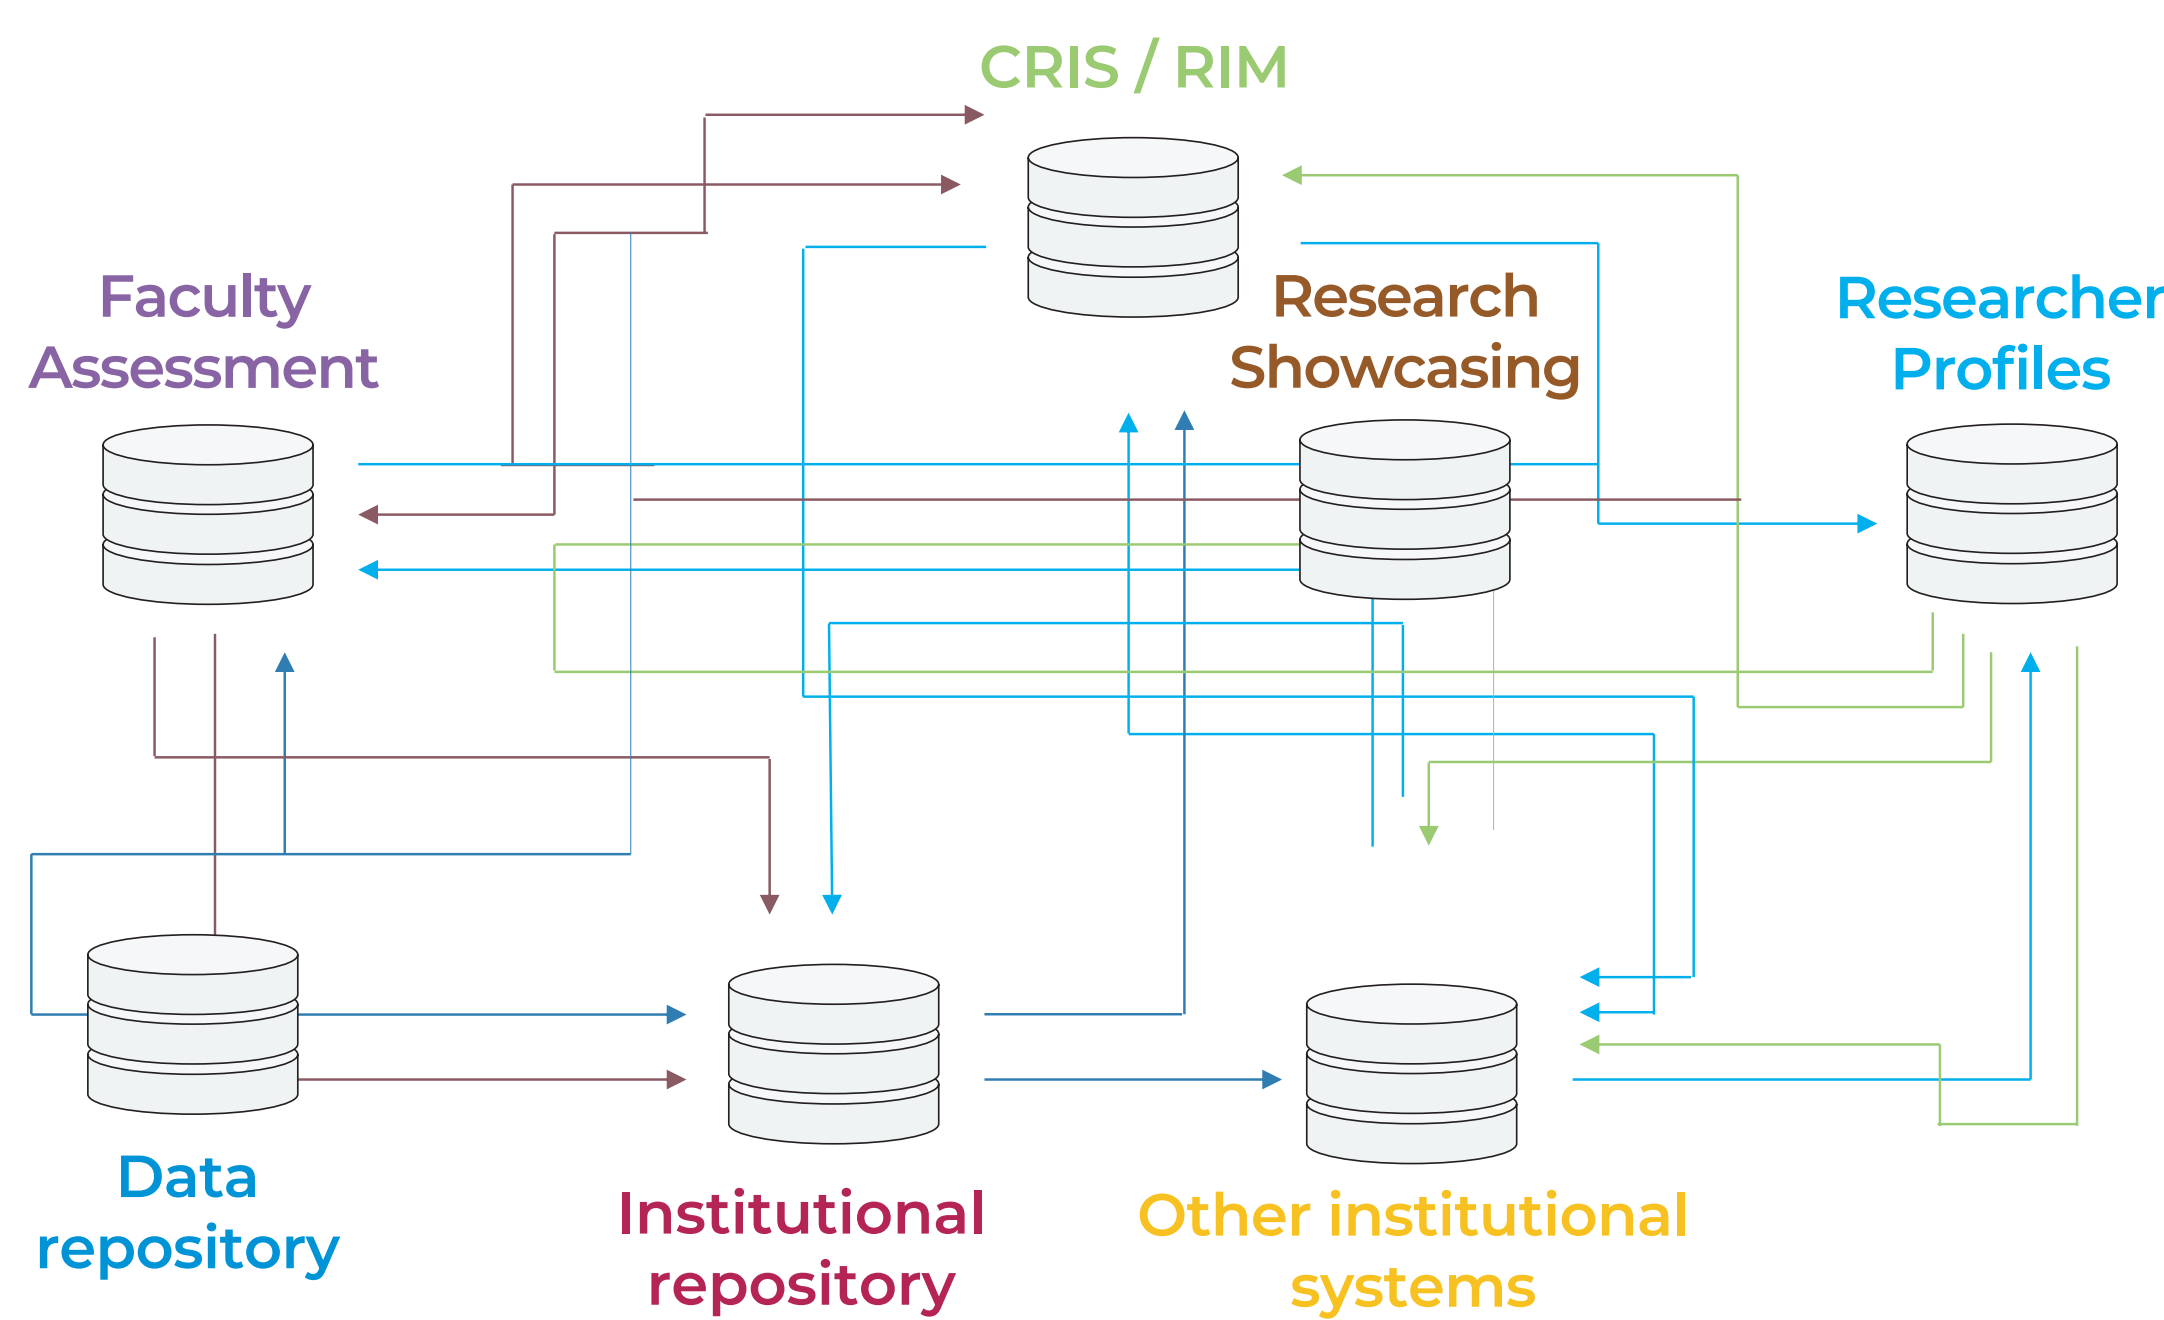 CRIS / RIM
Faculty
Assessment
Research
Showcasing
Researcher
Profiles
Data
repository
Institutional
repository
Other institutional
systems